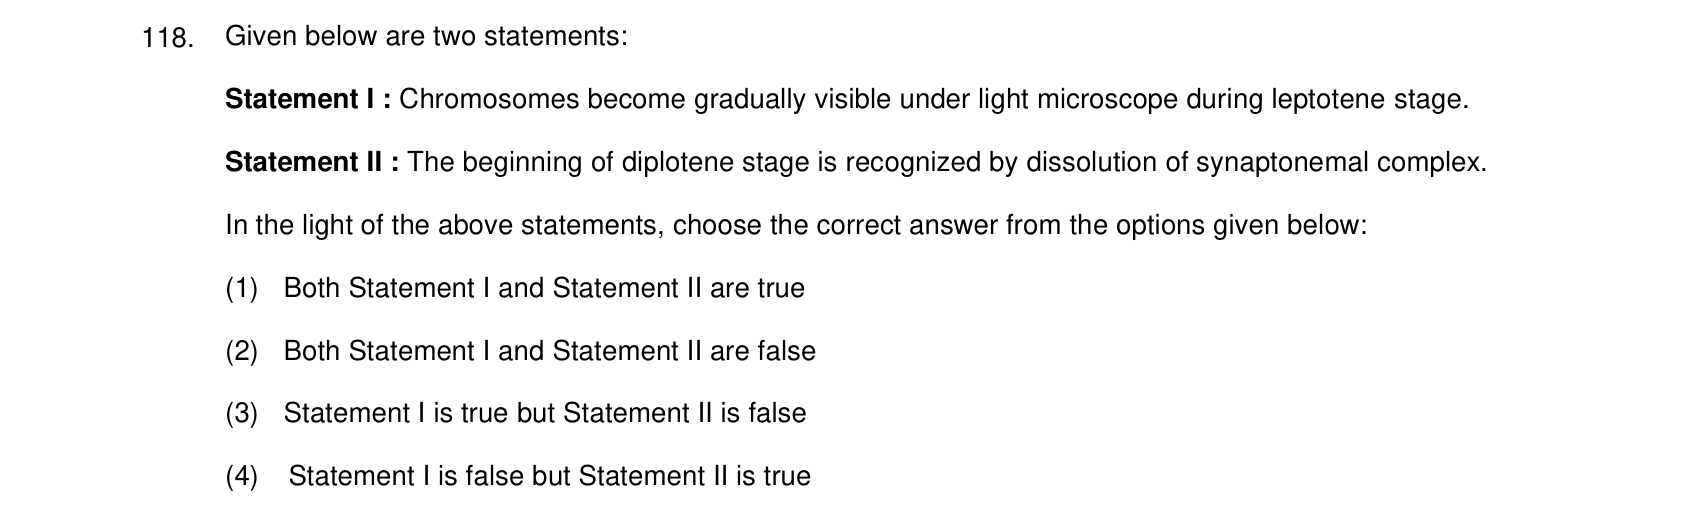 118. Given below are two statements:
Statement I : Chromosomes become gradually visible under light microscope during leptotene stage.
Statement II : The beginning of diplotene stage is recognized by dissolution of synaptonemal complex.
In the light of the above statements, choose the correct answer from the options given below:
(1) Both Statement I and Statement II are true
(2) Both Statement I and Statement II are false
(3) Statement I is true but Statement II is false
(4) Statement I is false but Statement II is true